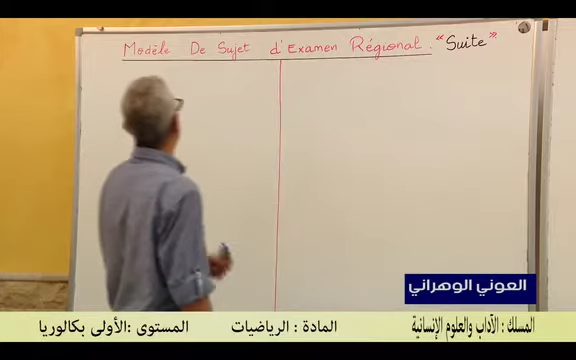 Modèle De Sujet d'Examen Régional. "Suite"
العوني الوهراني
المسلك : الآداب والعلوم الإنسانية المادة : الرياضيات المستوى :الأولى بكالوريا